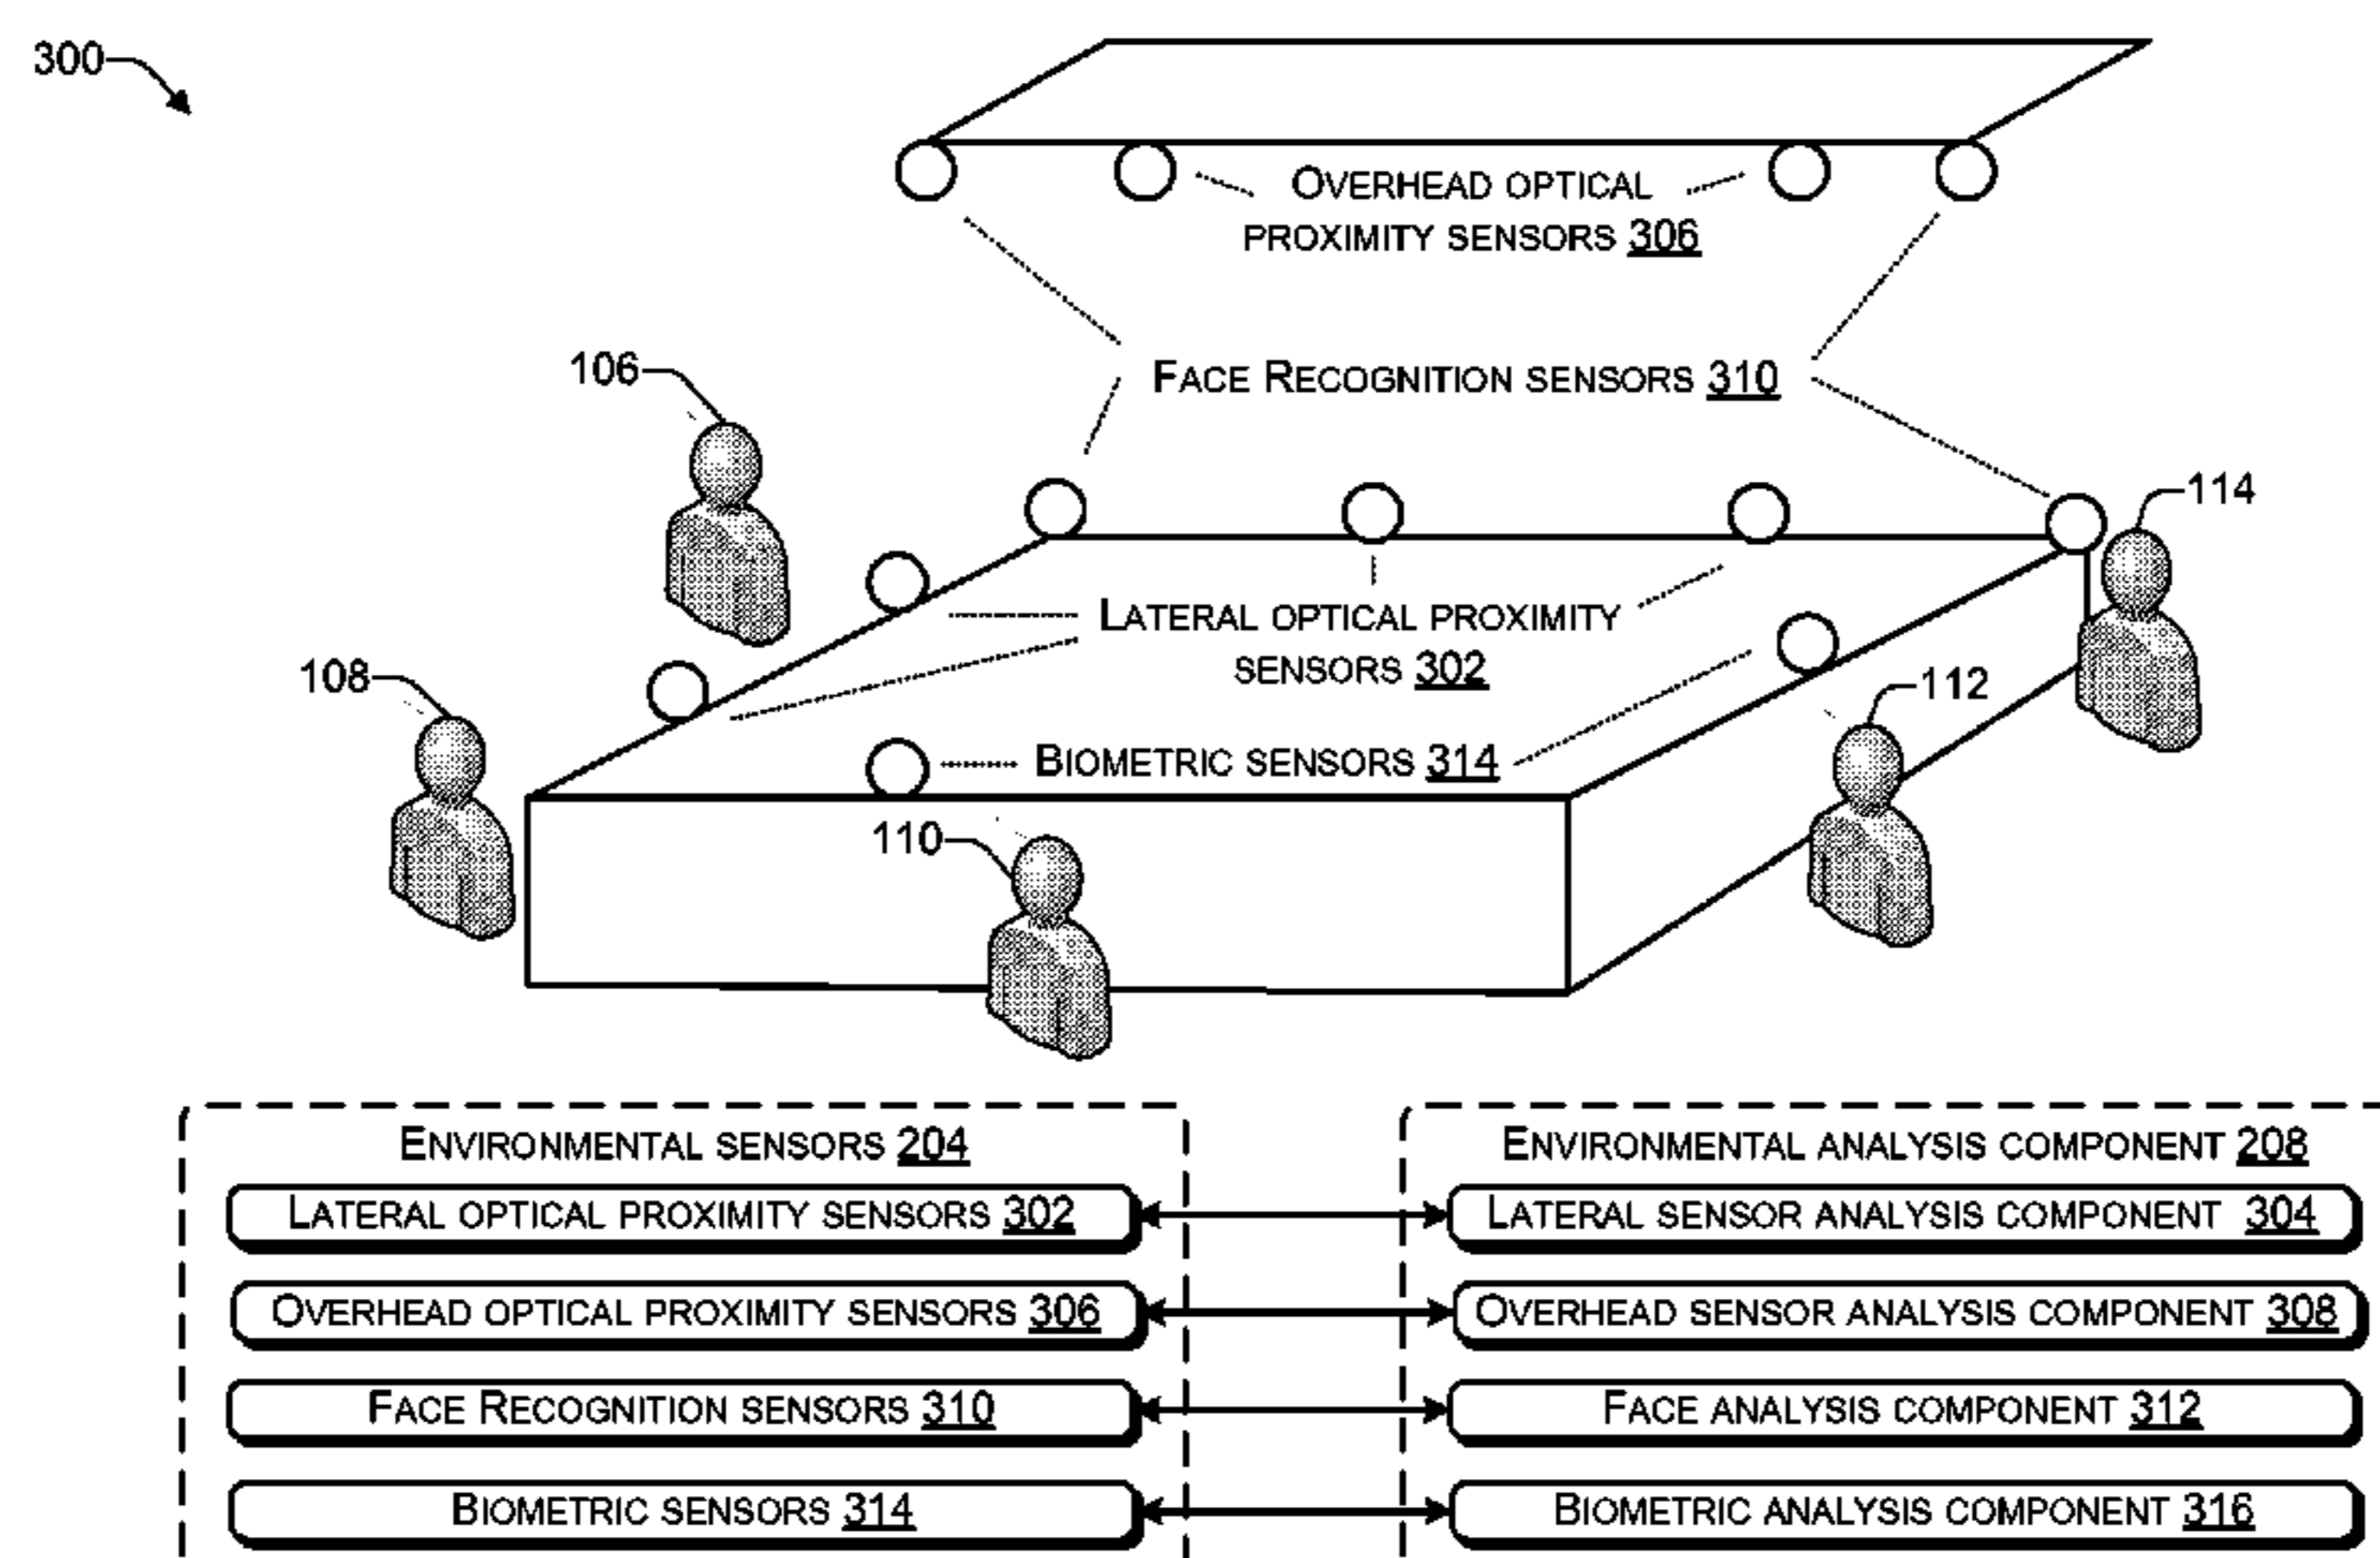 300
OVERHEAD OPTICAL
PROXIMITY SENSORS 306
106
FACE RECOGNITION SENSORS 310
114
LATERAL OPTICAL PROXIMITY
SENSORS 302
108
112
BIOMETRIC SENSORS 314
110
ENVIRONMENTAL SENSORS 204
LATERAL OPTICAL PROXIMITY SENSORS 302
OVERHEAD OPTICAL PROXIMITY SENSORS 306
FACE RECOGNITION SENSORS 310
BIOMETRIC SENSORS 314
ENVIRONMENTAL ANALYSIS COMPONENT 208
LATERAL SENSOR ANALYSIS COMPONENT 304
OVERHEAD SENSOR ANALYSIS COMPONENT 308
FACE ANALYSIS COMPONENT 312
BIOMETRIC ANALYSIS COMPONENT 316